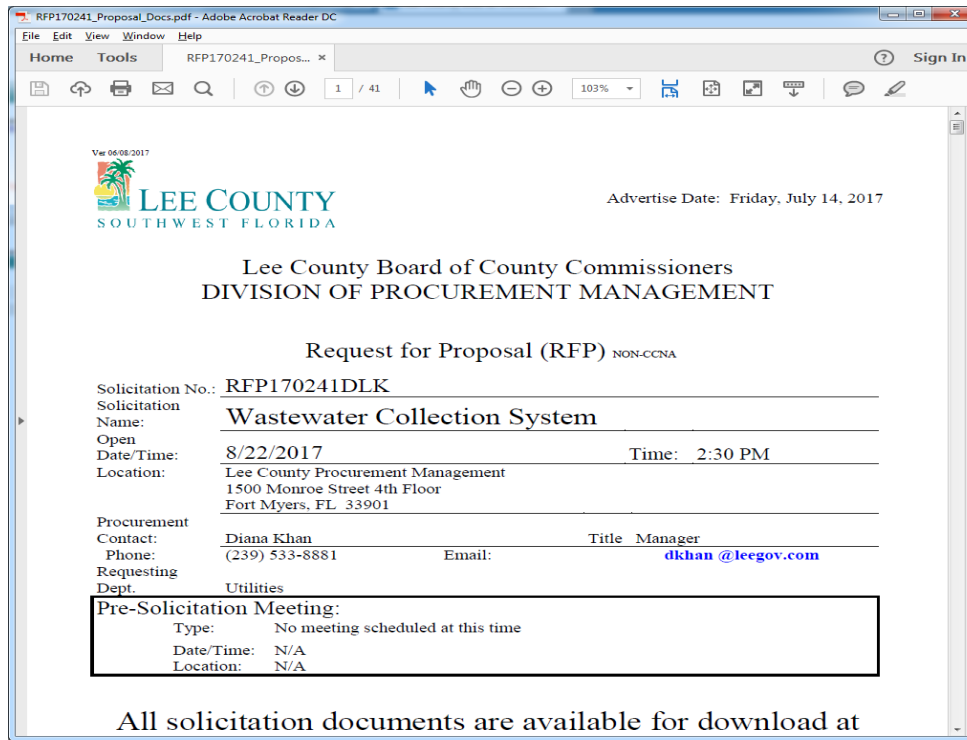 RFP170241_Proposal_Docs.pdf - Adobe Acrobat Reader DC
File Edit View Window Help
Home Tools RFP170241_Propos... × ? Sign In
1 / 41 103%
Ver 06/08/2017
LEE COUNTY
SOUTHWEST FLORIDA
Advertise Date: Friday, July 14, 2017
Lee County Board of County Commissioners
DIVISION OF PROCUREMENT MANAGEMENT
Request for Proposal (RFP) NON-CCNA
Solicitation No.: RFP170241DLK
Solicitation
Name: Wastewater Collection System
Open
Date/Time: 8/22/2017 Time: 2:30 PM
Location: Lee County Procurement Management
1500 Monroe Street 4th Floor
Fort Myers, FL 33901
Procurement
Contact: Diana Khan Title Manager
Phone: (239) 533-8881 Email: dkhan @leegov.com
Requesting
Dept. Utilities
Pre-Solicitation Meeting:
Type: No meeting scheduled at this time
Date/Time: N/A
Location: N/A
All solicitation documents are available for download at